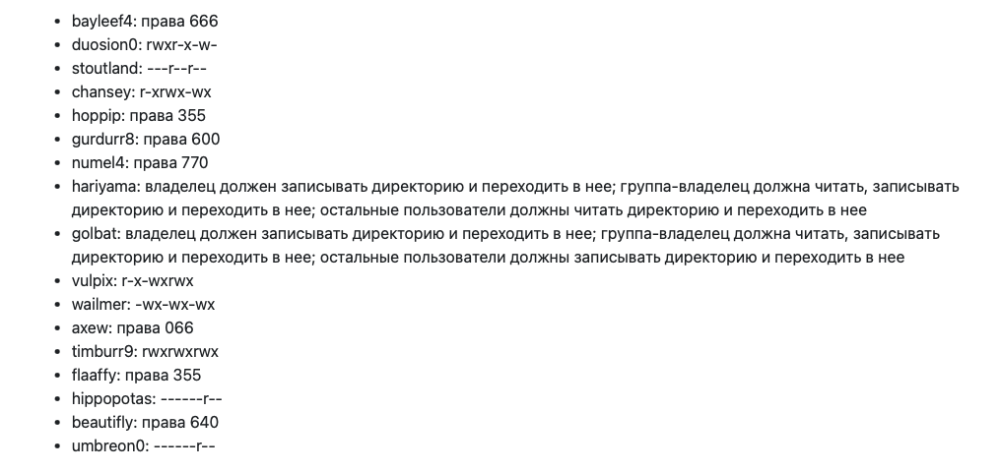 • bayleef4: права 666
• duosion0: rwxr-x-w-
• stoutland: ---r--r--
• chansey: r-xrwx-wx
• hoppip: права 355
• gurdurr8: права 600
• numel4: права 770
• hariyama: владелец должен записывать директорию и переходить в нее; группа-владелец должна читать, записывать
директорию и переходить в нее; остальные пользователи должны читать директорию и переходить в нее
• golbat: владелец должен записывать директорию и переходить в нее; группа-владелец должна читать, записывать
директорию и переходить в нее; остальные пользователи должны записывать директорию и переходить в нее
• vulpix: r-x-wxrwx
• wailmer: -wx-wx-wx
• axew: права 066
• timburr9: rwxrwxrwx
• flaaffy: права 355
• hippopotas: ------r--
• beautifly: права 640
• umbreon0: ------r--